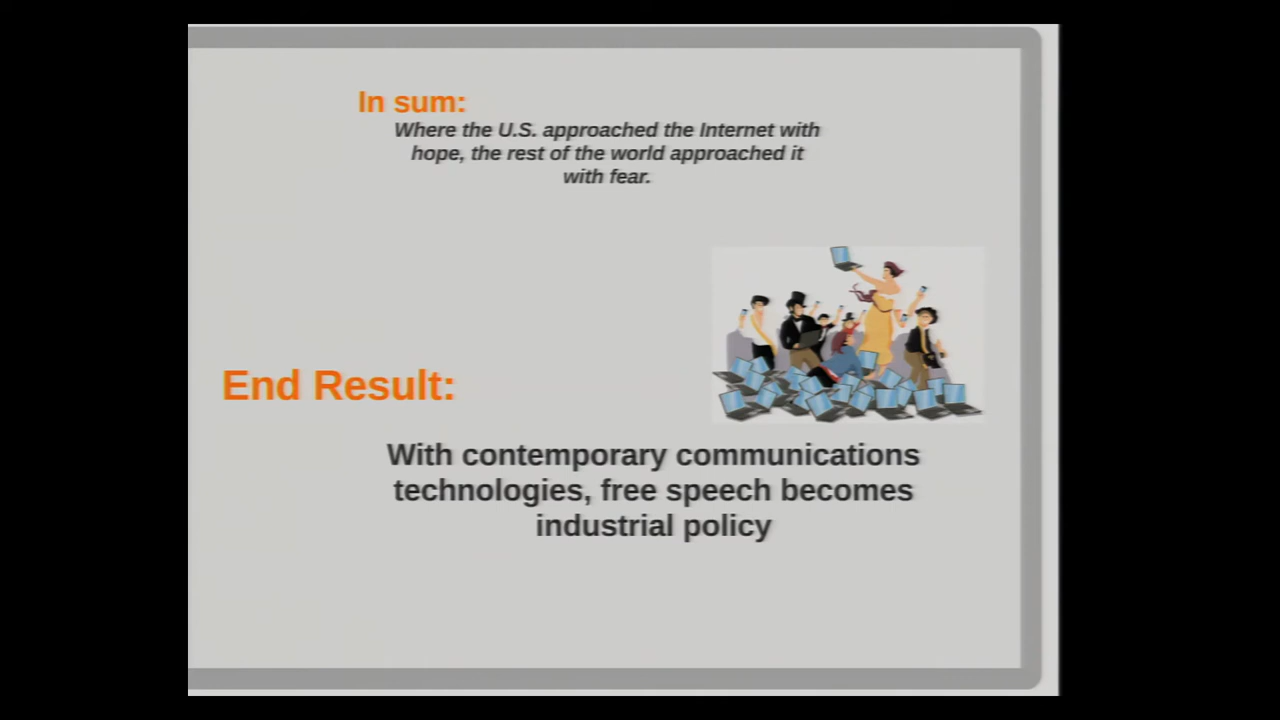 In sum:
Where the U.S. approached the Internet with
hope, the rest of the world approached it
with fear.
End Result:
With contemporary communications
technologies, free speech becomes
industrial policy